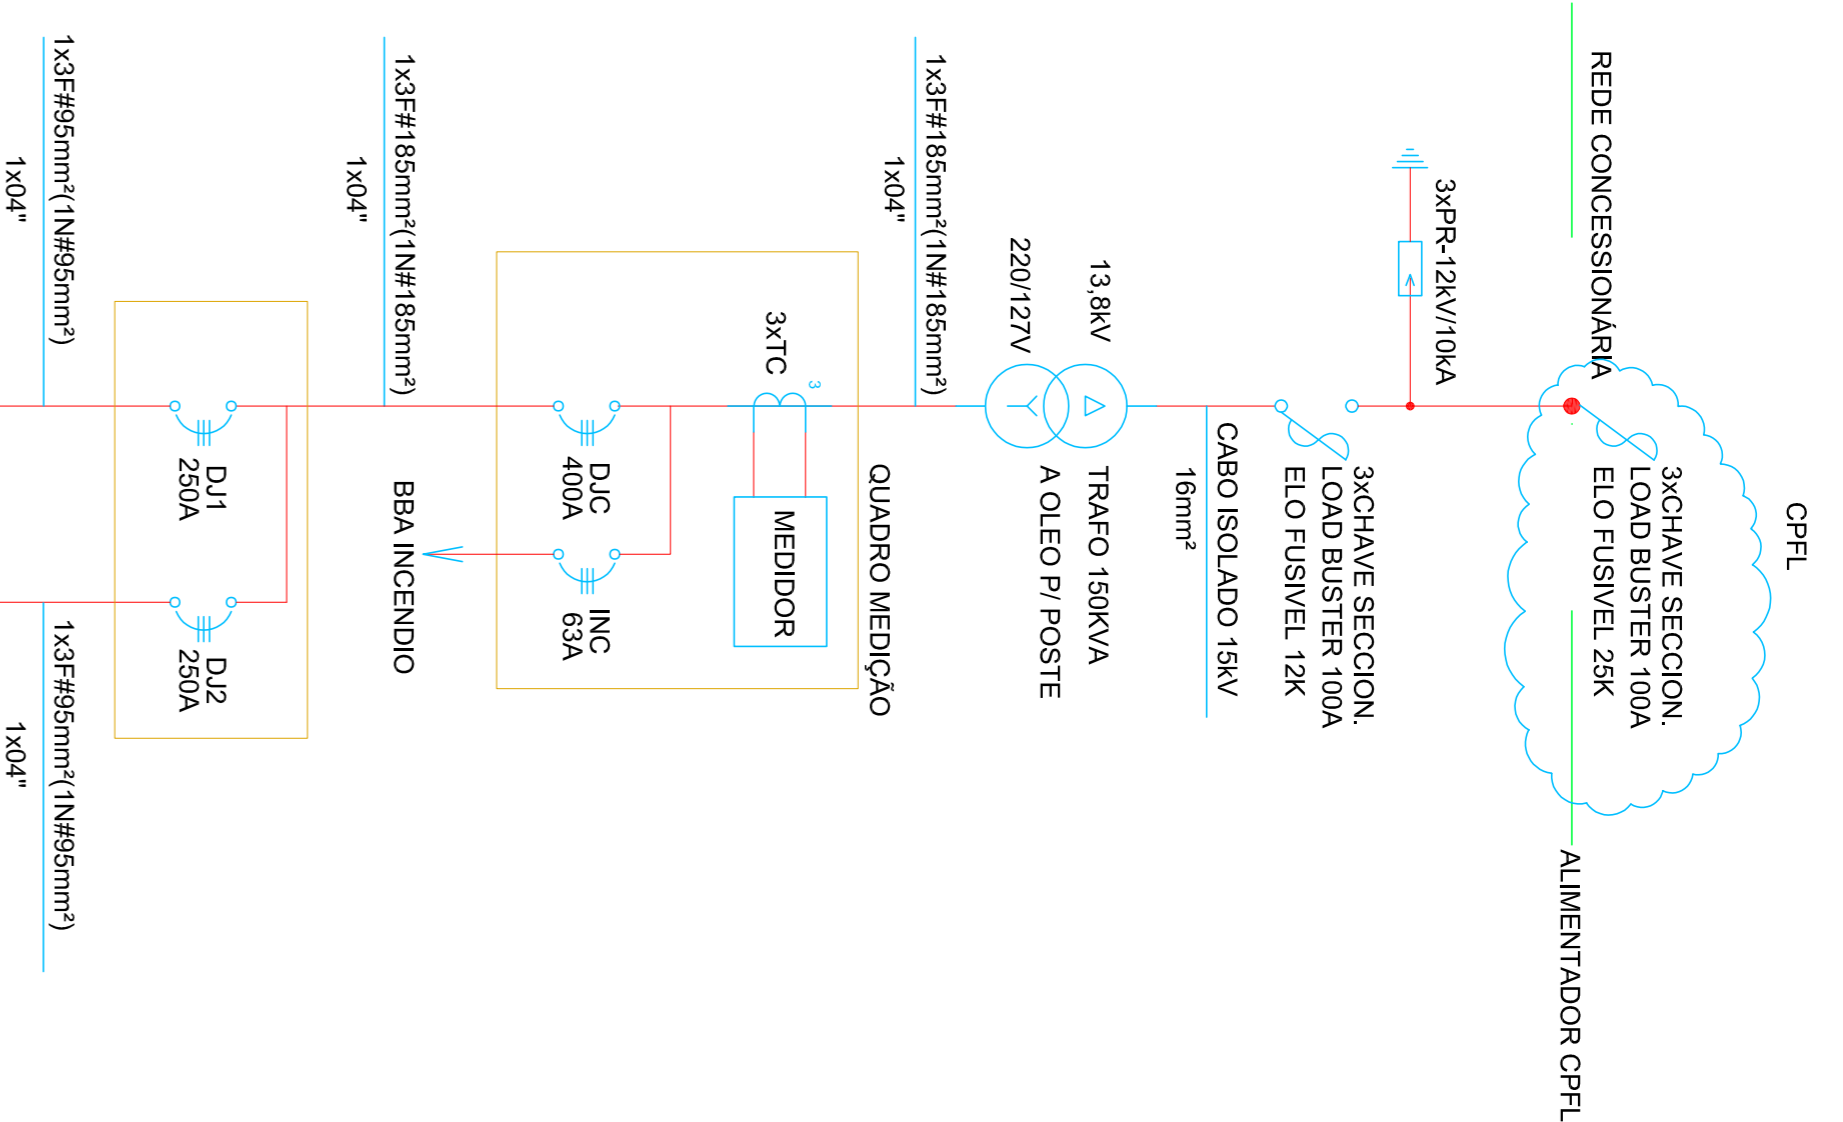 CPFL
REDE CONCESSIONÁRIA
3xCHAVE SECCION.
LOAD BUSTER 100A
ELO FUSIVEL 25K
ALIMENTADOR CPFL
3xPR-12kV/10kA
3xCHAVE SECCION.
LOAD BUSTER 100A
ELO FUSIVEL 12K
CABO ISOLADO 15kV
16mm²
13,8kV
220/127V
TRAFO 150KVA
A OLEO P/ POSTE
1x3F#185mm²(1N#185mm²)
1x04"
QUADRO MEDIÇÃO
3
3xTC
MEDIDOR
DJC
400A
INC
63A
BBA INCENDIO
1x3F#185mm²(1N#185mm²)
1x04"
DJ1
250A
DJ2
250A
1x3F#95mm²(1N#95mm²)
1x04"
1x3F#95mm²(1N#95mm²)
1x04"